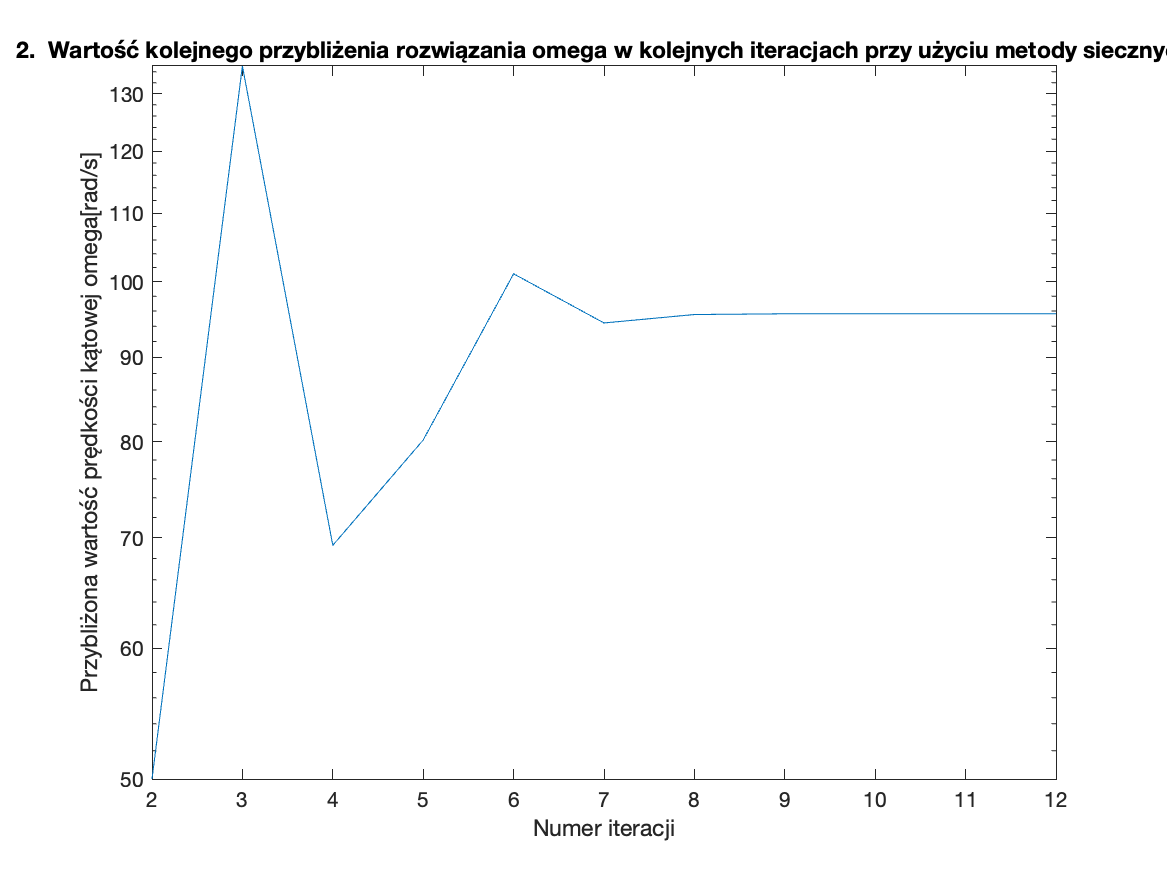 2. Wartość kolejnego przybliżenia rozwiązania omega w kolejnych iteracjach przy użyciu metody siecznyc
Przybliżona wartość prędkości kątowej omega[rad/s]
130
120
110
100
90
80
70
60
50
2 3 4 5 6 7 8 9 10 11 12
Numer iteracji